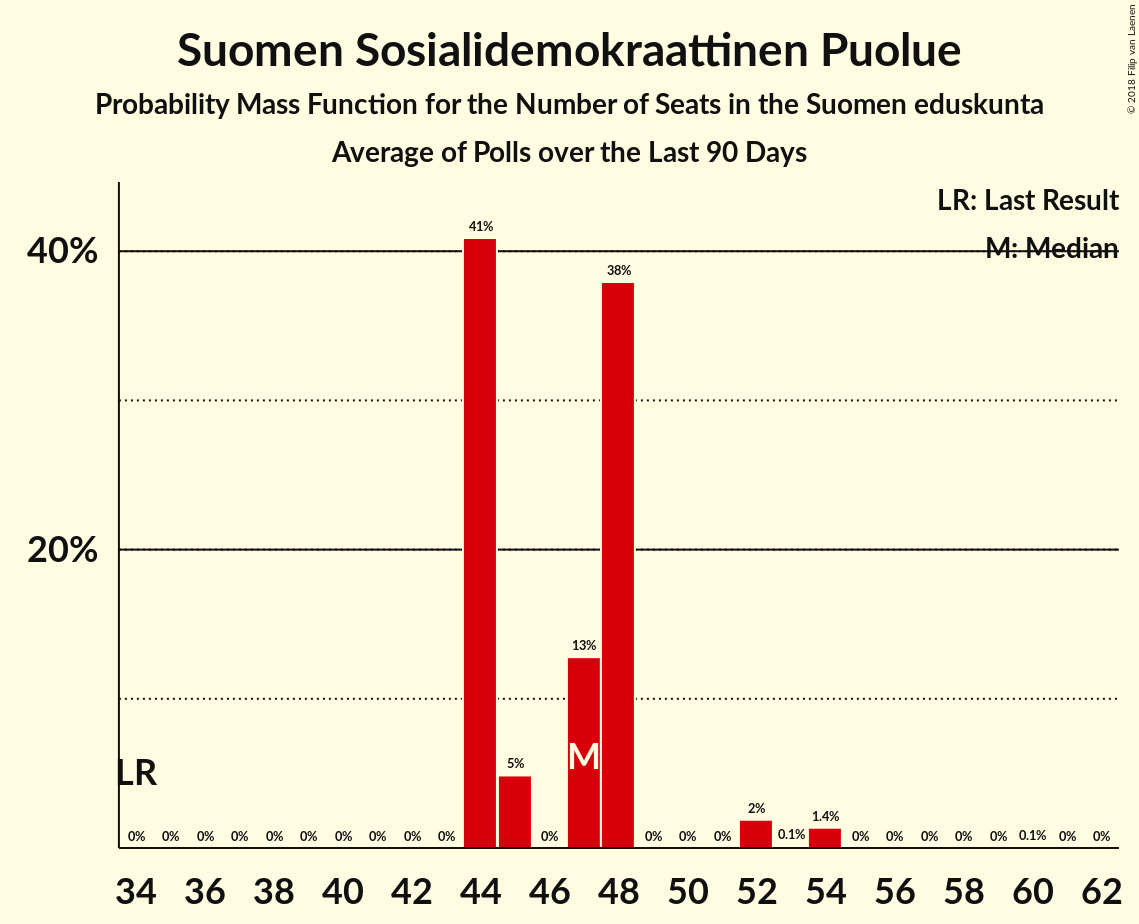 Suomen Sosialidemokraattinen Puolue
Probability Mass Function for the Number of Seats in the Suomen eduskunta
Average of Polls over the Last 90 Days
© 2018 Filip van Laenen
LR: Last Result
M: Median
40%
20%
41%
38%
13%
5%
2%
0.1%
1.4%
0.1%
M
LR
0% 0% 0% 0% 0% 0% 0% 0% 0% 0% 0% 0% 0% 0% 0% 0% 0% 0% 0% 0% 0%
34 36 38 40 42 44 46 48 50 52 54 56 58 60 62